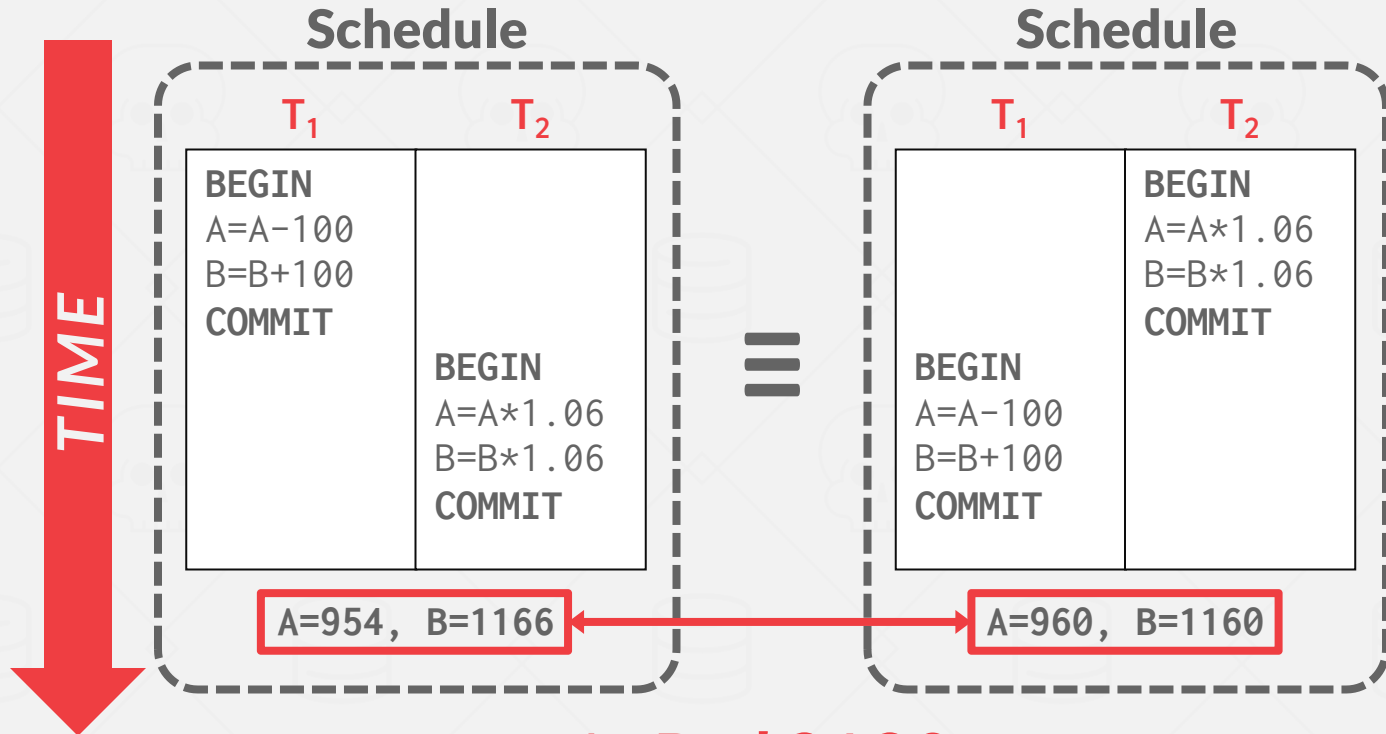 Schedule
T₁ T₂
BEGIN
A=A-100
B=B+100
COMMIT
BEGIN
A=A*1.06
B=B*1.06
COMMIT
A=954, B=1166
TIME
≡
Schedule
T₁ T₂
BEGIN
A=A*1.06
B=B*1.06
COMMIT
BEGIN
A=A-100
B=B+100
COMMIT
A=960, B=1160